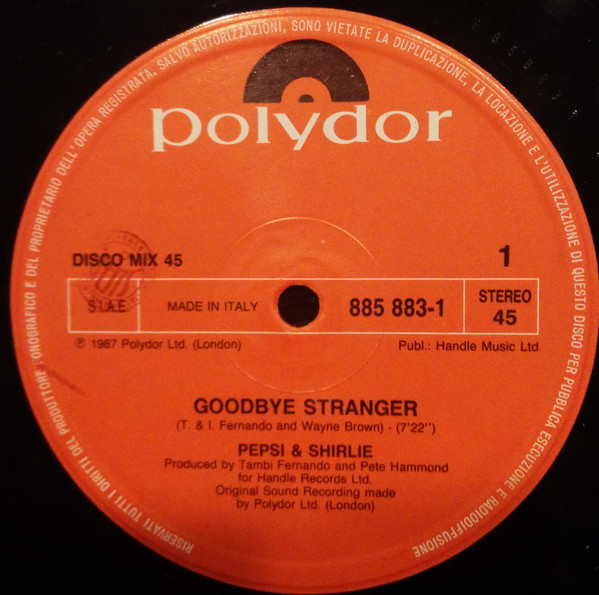 RISERVATI TUTTI I DIRITTI DEL PRODUTTORE FONOGRAFICO E DEL PROPRIETARIO DELL'OPERA REGISTRATA, SALVO AUTORIZZAZIONI, SONO VIETATE LA DUPLICAZIONE, LA LOCAZIONE E L'UTILIZZAZIONE DI QUESTO DISCO PER PUBBLICA ESECUZIONE E RADIODIFFUSIONE
polydor
DISCO MIX 45
1
S.I.A.E.
MADE IN ITALY
885 883-1
STEREO
45
℗ 1987 Polydor Ltd. (London)
Publ.: Handle Music Ltd.
GOODBYE STRANGER
(T. & I. Fernando and Wayne Brown) - (7'22'')
PEPSI & SHIRLIE
Produced by Tambi Fernando and Pete Hammond
for Handle Records Ltd.
Original Sound Recording made
by Polydor Ltd. (London)